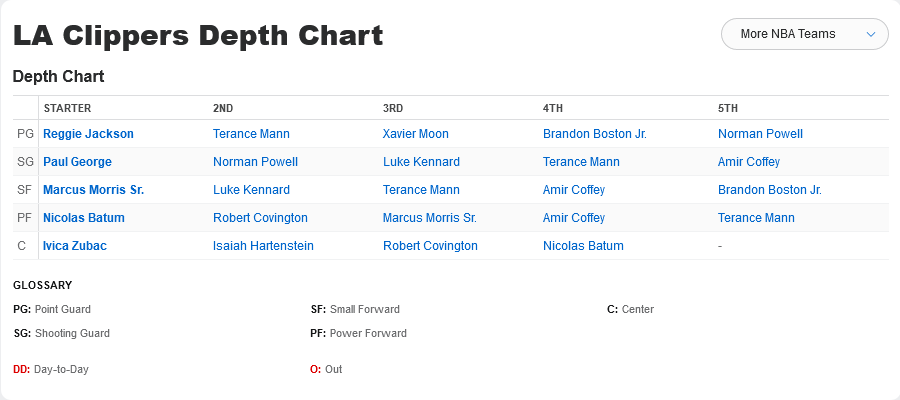 LA Clippers Depth Chart
More NBA Teams
Depth Chart
STARTER 2ND 3RD 4TH 5TH
PG Reggie Jackson Terance Mann Xavier Moon Brandon Boston Jr. Norman Powell
SG Paul George Norman Powell Luke Kennard Terance Mann Amir Coffey
SF Marcus Morris Sr. Luke Kennard Terance Mann Amir Coffey Brandon Boston Jr.
PF Nicolas Batum Robert Covington Marcus Morris Sr. Amir Coffey Terance Mann
C Ivica Zubac Isaiah Hartenstein Robert Covington Nicolas Batum -
GLOSSARY
PG: Point Guard SF: Small Forward C: Center
SG: Shooting Guard PF: Power Forward
DD: Day-to-Day O: Out